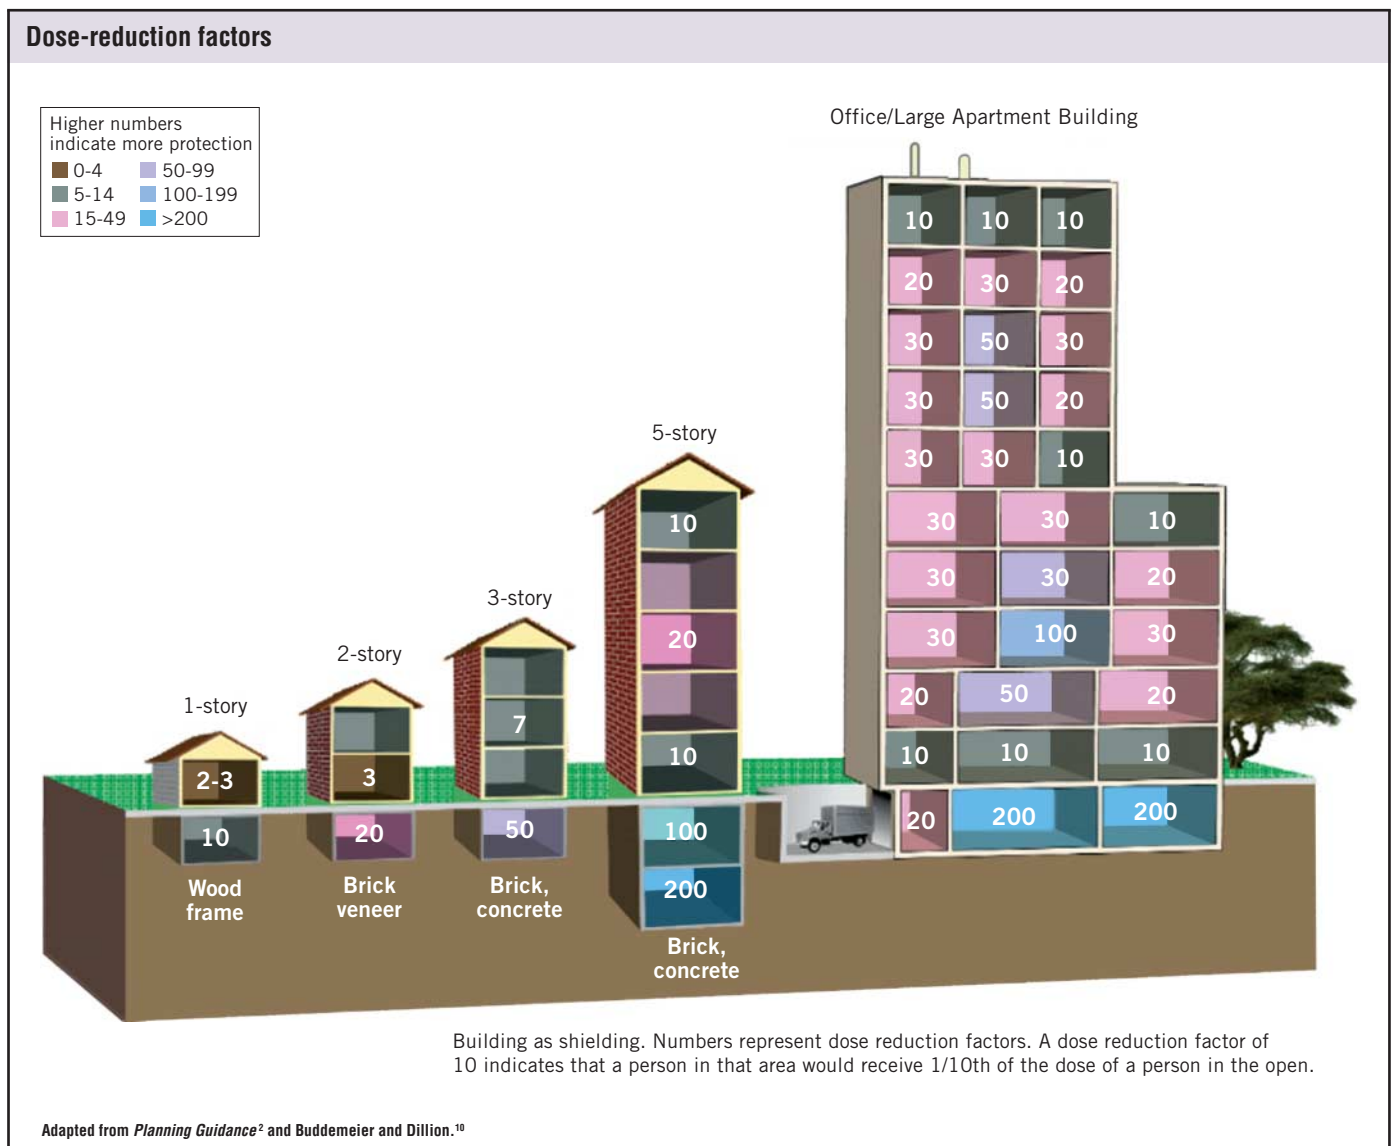 Dose-reduction factors
Higher numbers
indicate more protection
0-4 50-99
5-14 100-199
15-49 >200
Office/Large Apartment Building
10 10 10
20 30 20
30 50 30
30 50 20
30 30 10
30 30 10
30 30 20
30 100 30
20 50 20
10 10 10
20 200 200
5-story
10
20
10
100
200
Brick,
concrete
3-story
7
50
Brick,
concrete
2-story
3
20
Brick
veneer
1-story
2-3
10
Wood
frame
Building as shielding. Numbers represent dose reduction factors. A dose reduction factor of
10 indicates that a person in that area would receive 1/10th of the dose of a person in the open.
Adapted from Planning Guidance² and Buddemeier and Dillion.¹⁰